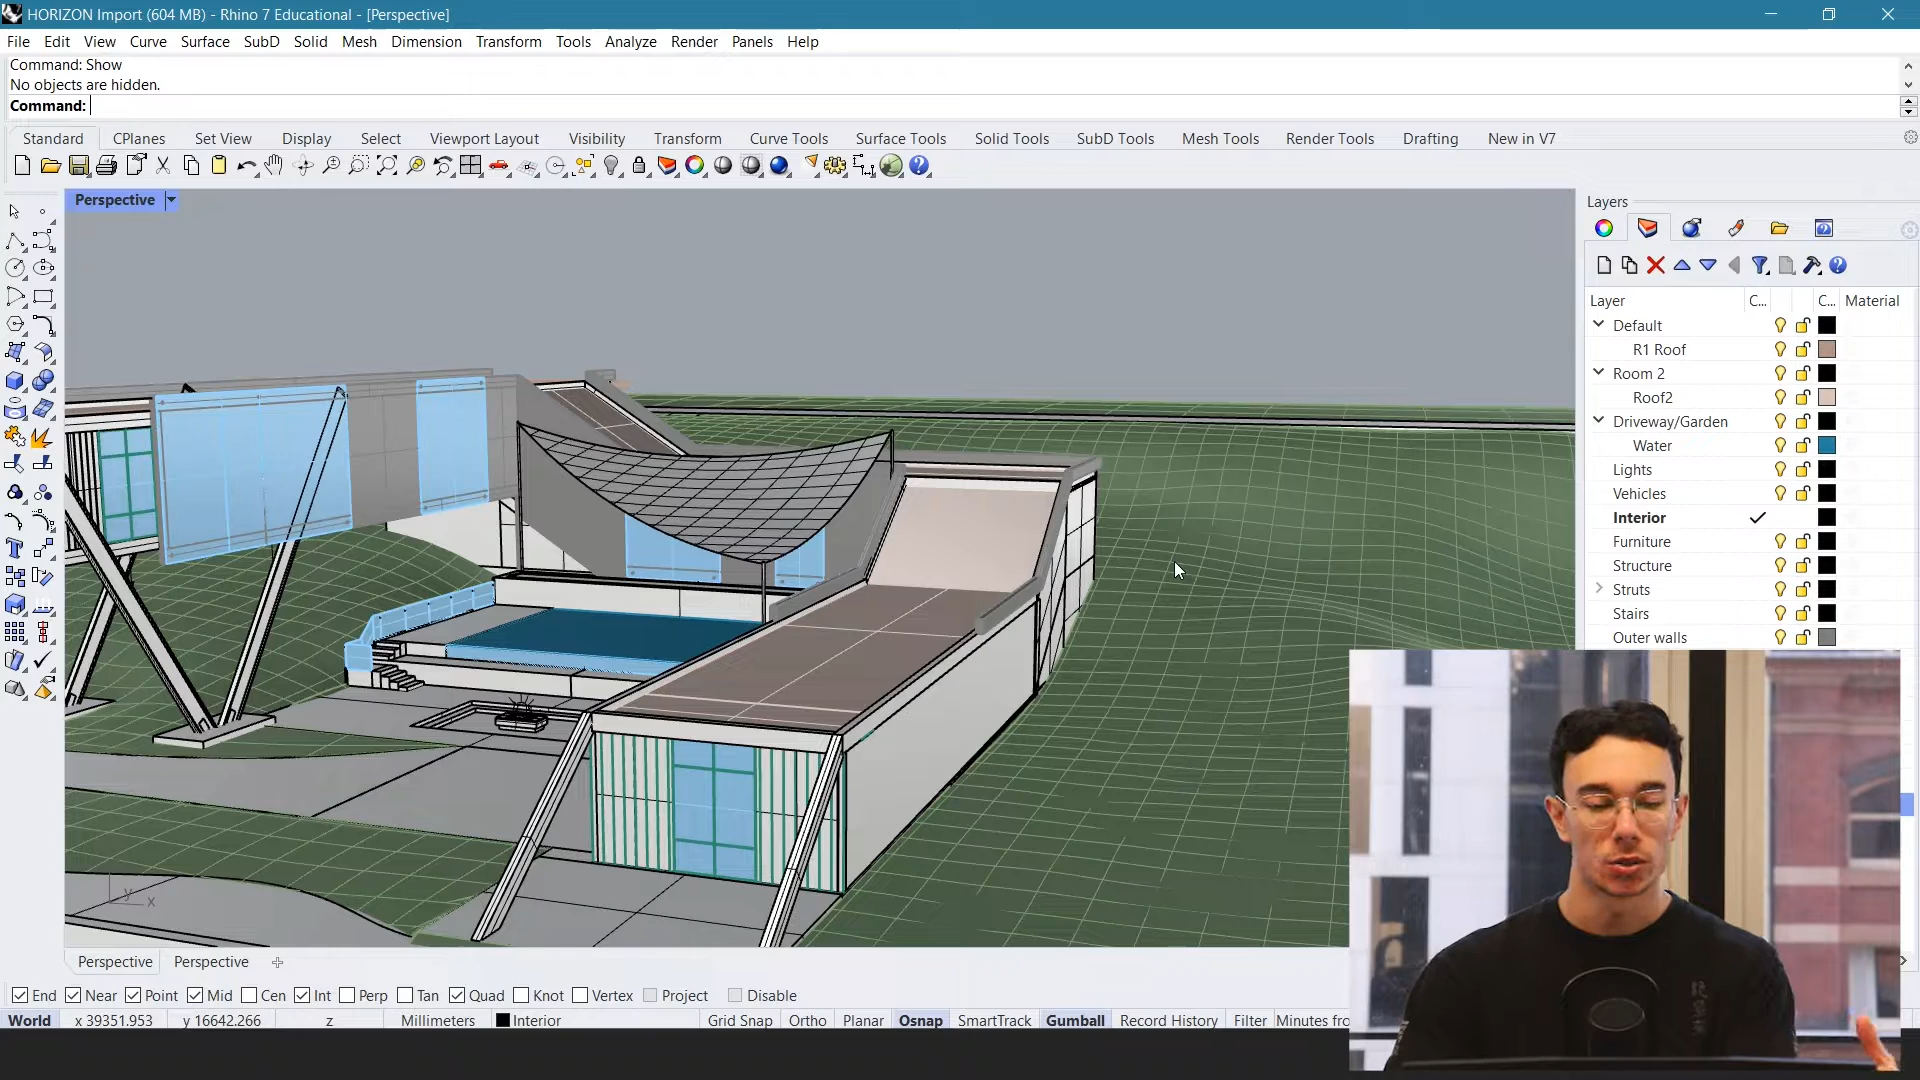 HORIZON Import (604 MB) - Rhino 7 Educational - [Perspective]
File Edit View Curve Surface SubD Solid Mesh Dimension Transform Tools Analyze Render Panels Help
Command: Show
No objects are hidden.
Command:
Standard CPlanes Set View Display Select Viewport Layout Visibility Transform Curve Tools Surface Tools Solid Tools SubD Tools Mesh Tools Render Tools Drafting New in V7
Perspective
Layers
Layer C... C... Material
Default
R1 Roof
Room 2
Roof2
Driveway/Garden
Water
Lights
Vehicles
Interior
Furniture
Structure
Struts
Stairs
Outer walls
y
x
Perspective Perspective
End Near Point Mid Cen Int Perp Tan Quad Knot Vertex Project Disable
World x 39351.953 y 16642.266 z Millimeters Interior Grid Snap Ortho Planar Osnap SmartTrack Gumball Record History Filter Minutes fro